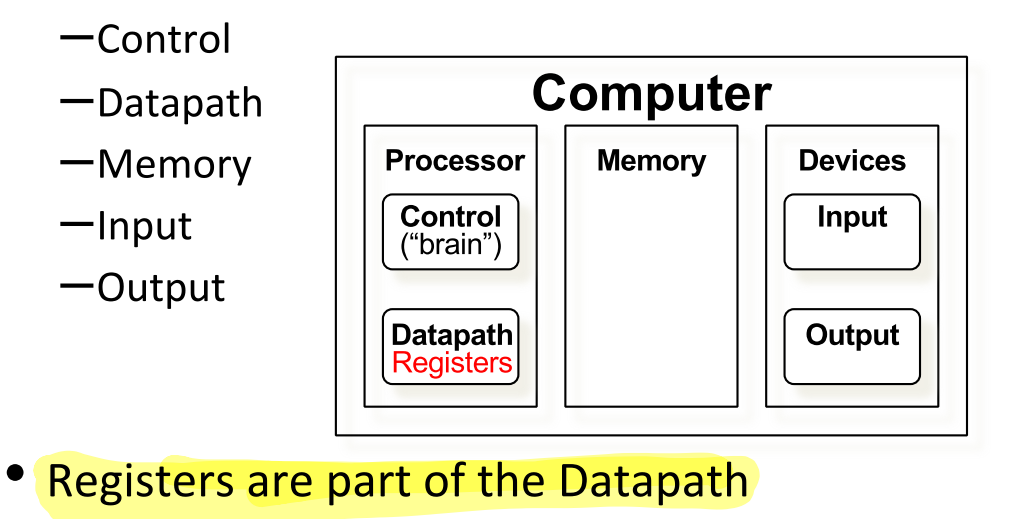 —Control
—Datapath
—Memory
—Input
—Output
Computer
Processor
Control
(“brain”)
Datapath
Registers
Memory
Devices
Input
Output
• Registers are part of the Datapath